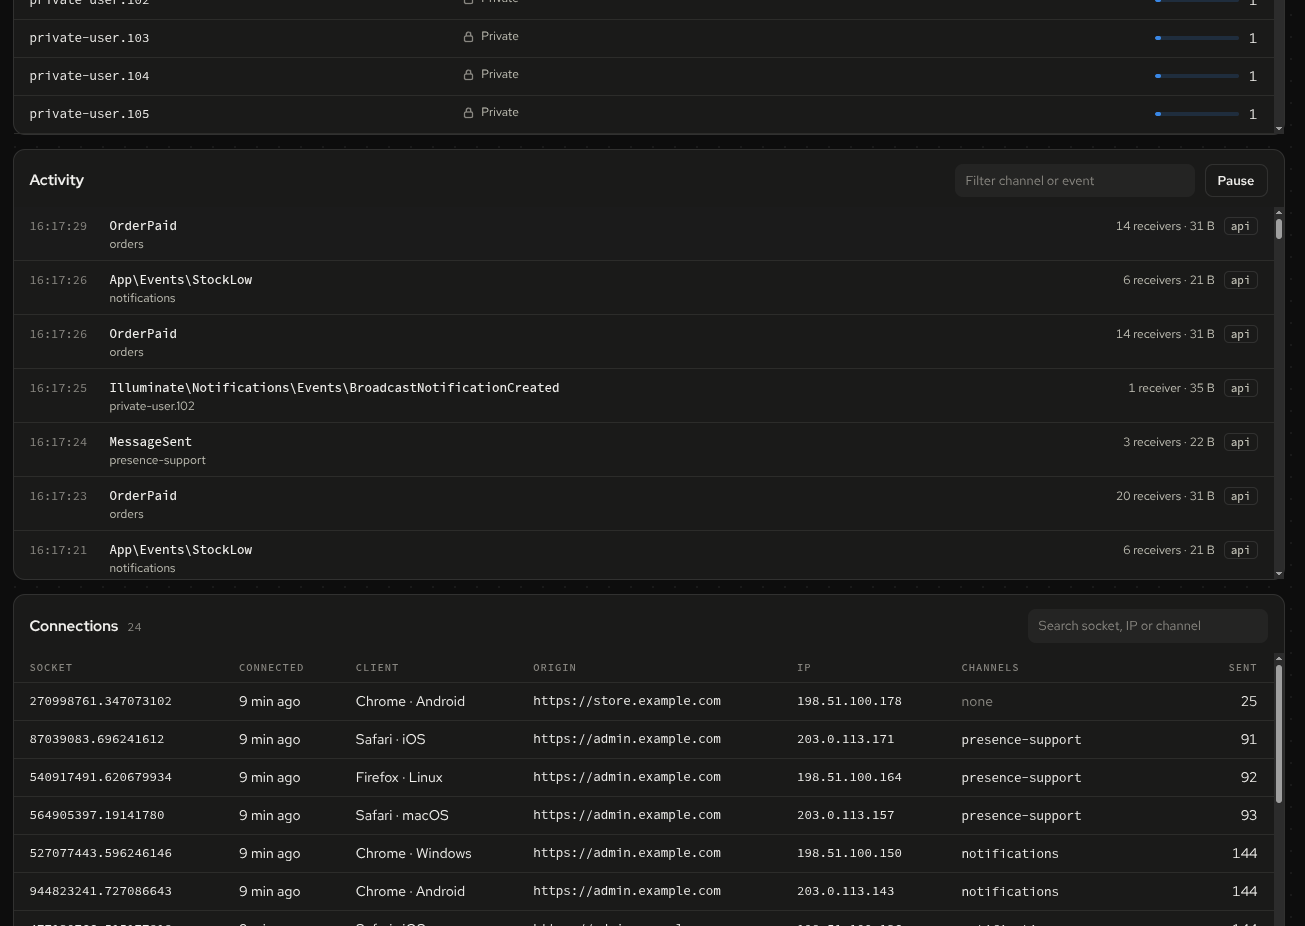 private-user.102 Private 1
private-user.103 Private 1
private-user.104 Private 1
private-user.105 Private 1
Activity Filter channel or event Pause
16:17:29 OrderPaid 14 receivers · 31 B api
orders
16:17:26 App\Events\StockLow 6 receivers · 21 B api
notifications
16:17:26 OrderPaid 14 receivers · 31 B api
orders
16:17:25 Illuminate\Notifications\Events\BroadcastNotificationCreated 1 receiver · 35 B api
private-user.102
16:17:24 MessageSent 3 receivers · 22 B api
presence-support
16:17:23 OrderPaid 20 receivers · 31 B api
orders
16:17:21 App\Events\StockLow 6 receivers · 21 B api
notifications
Connections 24 Search socket, IP or channel
SOCKET CONNECTED CLIENT ORIGIN IP CHANNELS SENT
270998761.347073102 9 min ago Chrome · Android https://store.example.com 198.51.100.178 none 25
87039083.696241612 9 min ago Safari · iOS https://admin.example.com 203.0.113.171 presence-support 91
540917491.620679934 9 min ago Firefox · Linux https://admin.example.com 198.51.100.164 presence-support 92
564905397.19141780 9 min ago Safari · macOS https://admin.example.com 203.0.113.157 presence-support 93
527077443.596246146 9 min ago Chrome · Windows https://admin.example.com 198.51.100.150 notifications 144
944823241.727086643 9 min ago Chrome · Android https://admin.example.com 203.0.113.143 notifications 144